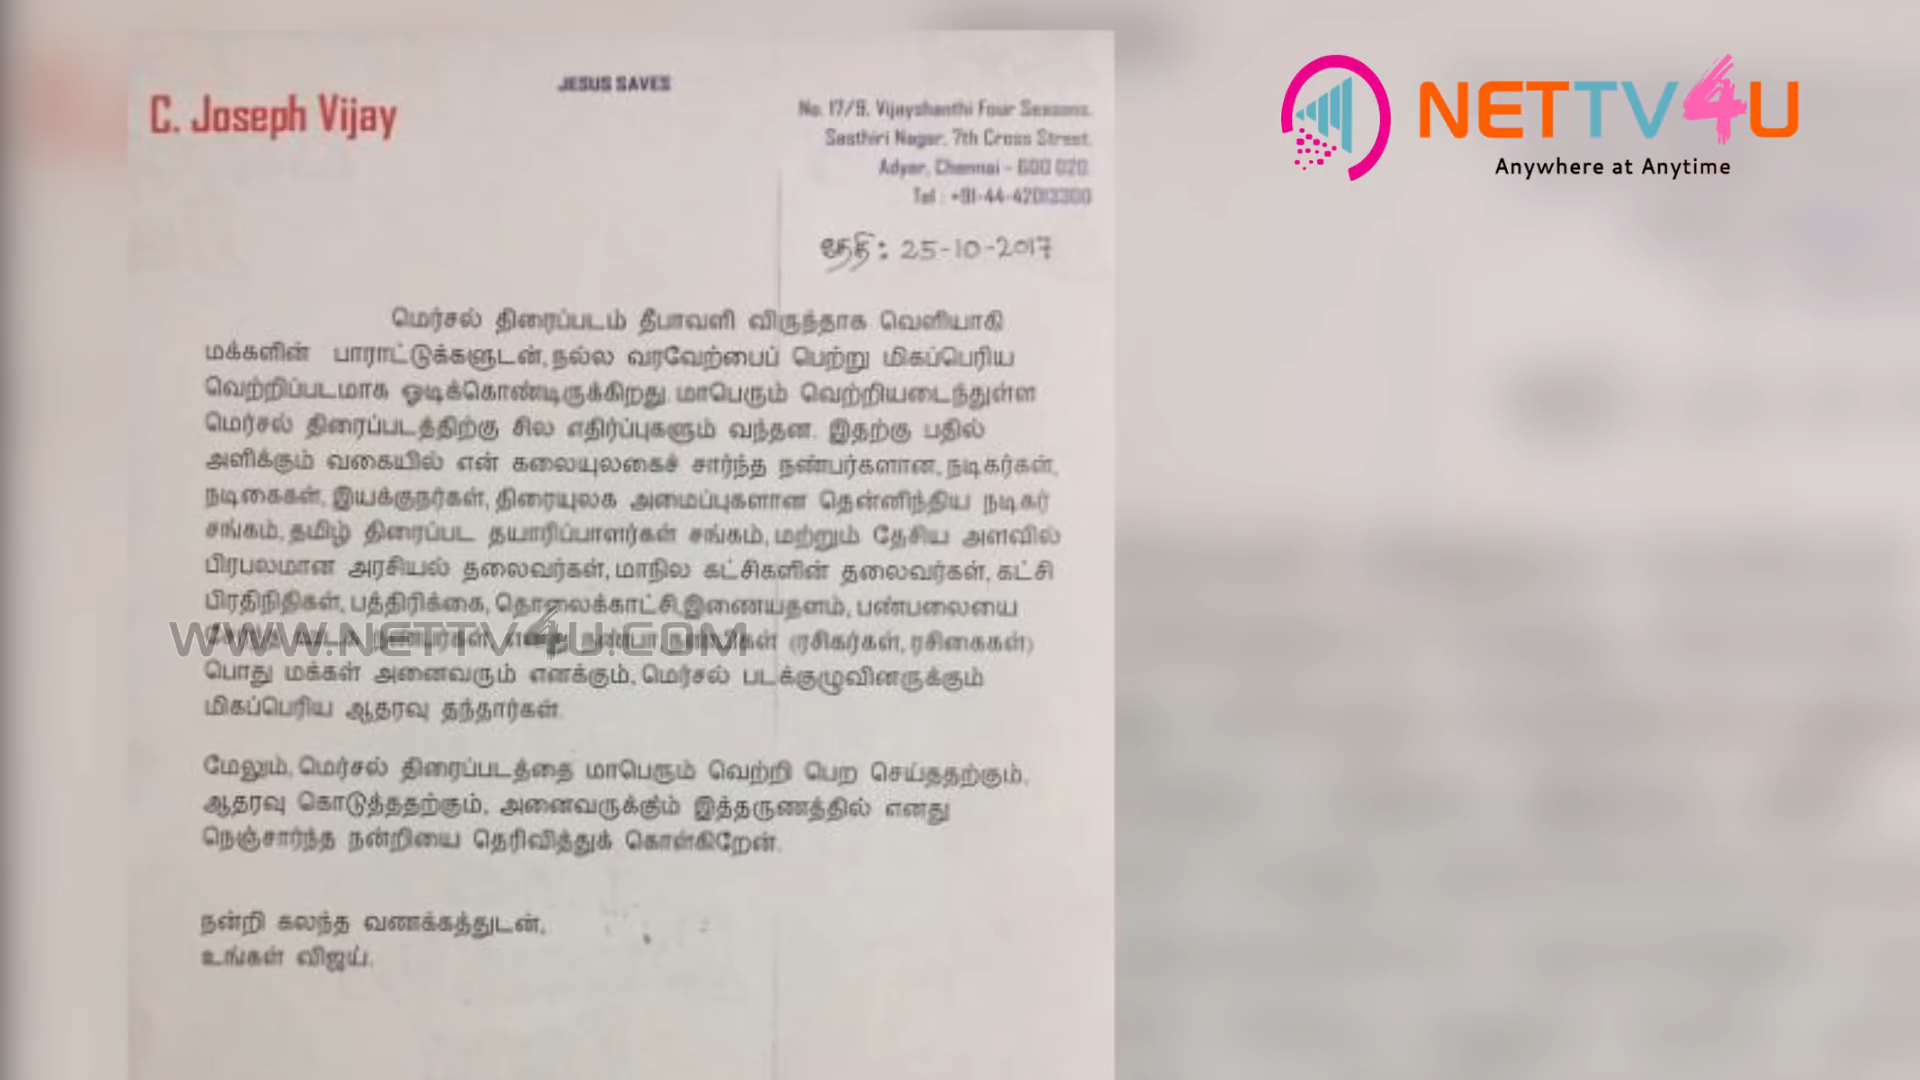 C. Joseph Vijay
JESUS SAVES
No. 17/9, Vijayshanthi Four Seasons,
Sasthiri Nagar, 7th Cross Street,
Adyar, Chennai - 600 020.
Tel : +91-44-42013300
தேதி: 25-10-2017
NETTV4U
Anywhere at Anytime
மெர்சல் திரைப்படம் தீபாவளி விருந்தாக வெளியாகி
மக்களின் பாராட்டுக்களுடன், நல்ல வரவேற்பைப் பெற்று மிகப்பெரிய
வெற்றிப்படமாக ஓடிக்கொண்டிருக்கிறது. மாபெரும் வெற்றியடைந்துள்ள
மெர்சல் திரைப்படத்திற்கு சில எதிர்ப்புகளும் வந்தன. இதற்கு பதில்
அளிக்கும் வகையில் என் கலையுலகைச் சார்ந்த நண்பர்களான, நடிகர்கள்,
நடிகைகள், இயக்குநர்கள், திரையுலக அமைப்புகளான தென்னிந்திய நடிகர்
சங்கம், தமிழ் திரைப்பட தயாரிப்பாளர்கள் சங்கம், மற்றும் தேசிய அளவில்
பிரபலமான அரசியல் தலைவர்கள், மாநில கட்சிகளின் தலைவர்கள், கட்சி
பிரதிநிதிகள், பத்திரிக்கை, தொலைக்காட்சி,இணையதளம், பண்பலையை
WWW.NETTV4U.COM
(ரசிகர்கள், ரசிகைகள்)
பொது மக்கள் அனைவரும் எனக்கும், மெர்சல் படக்குழுவினருக்கும்
மிகப்பெரிய ஆதரவு தந்தார்கள்.
மேலும், மெர்சல் திரைப்படத்தை மாபெரும் வெற்றி பெற செய்ததற்கும்,
ஆதரவு கொடுத்ததற்கும், அனைவருக்கும் இத்தருணத்தில் எனது
நெஞ்சார்ந்த நன்றியை தெரிவித்துக் கொள்கிறேன்.
நன்றி கலந்த வணக்கத்துடன்,
உங்கள் விஜய்.